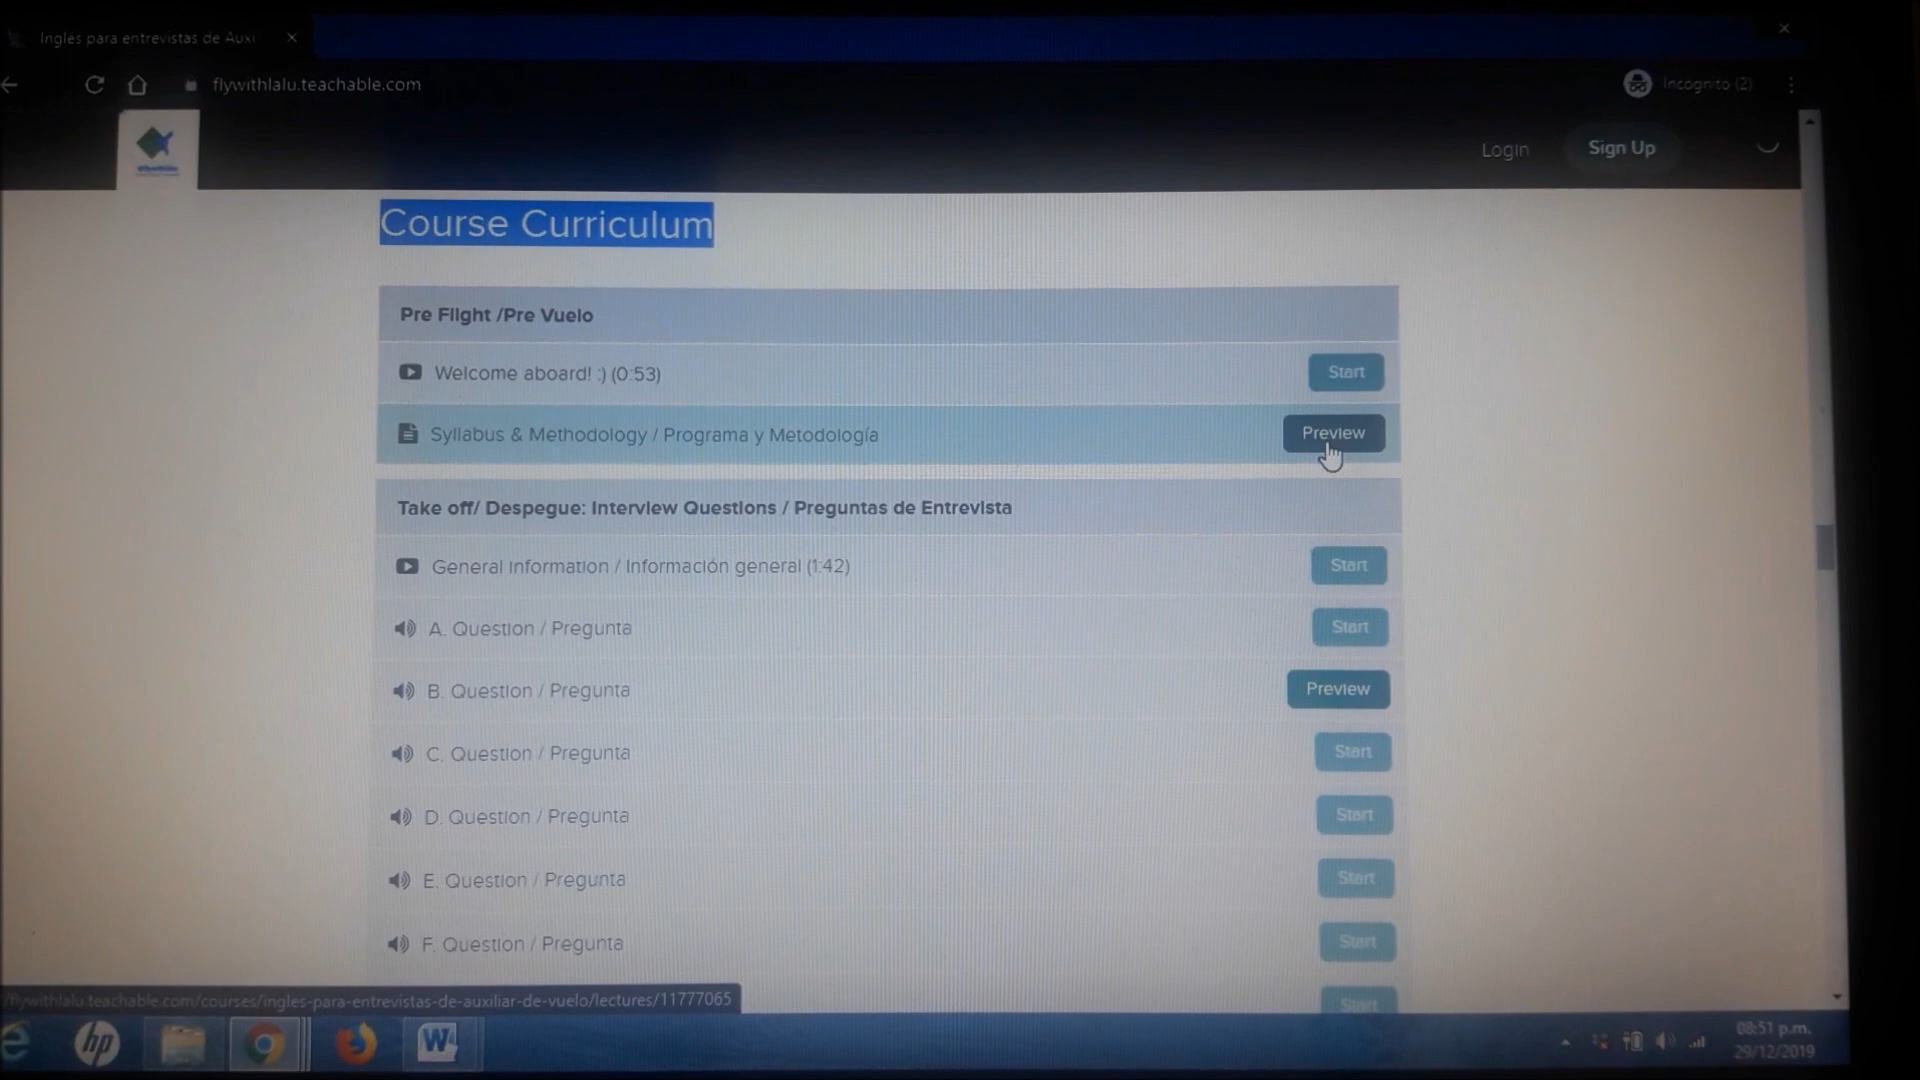 Inglés para entrevistas de Auxi
flywithlalu.teachable.com
Incognito (2)
Login
Sign Up
Course Curriculum
Pre Flight /Pre Vuelo
Welcome aboard! :) (0:53)
Start
Syllabus & Methodology / Programa y Metodología
Preview
Take off/ Despegue: Interview Questions / Preguntas de Entrevista
General Information / Información general (1:42)
Start
A. Question / Pregunta
Start
B. Question / Pregunta
Preview
C. Question / Pregunta
Start
D. Question / Pregunta
Start
E. Question / Pregunta
Start
F. Question / Pregunta
Start
Start
/flywithlalu.teachable.com/courses/ingles-para-entrevistas-de-auxiliar-de-vuelo/lectures/11777065
hp
W
08:51 p.m.
29/12/2019